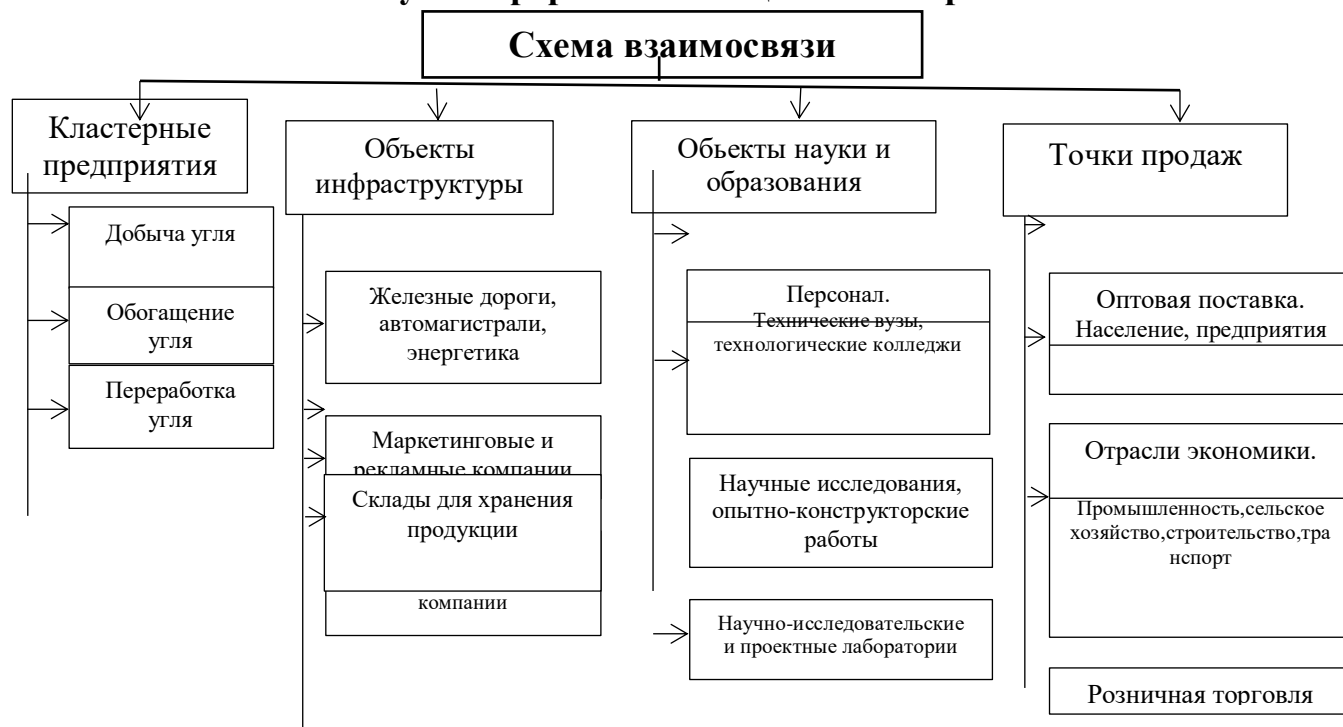 Схема взаимосвязи
Кластерные
предприятия
Добыча угля
Обогащение
угля
Переработка
угля
Объекты
инфраструктуры
Железные дороги,
автомагистрали,
энергетика
Маркетинговые и
рекламные компании
Склады для хранения
продукции
компании
Обьекты науки и
образования
Персонал.
Технические вузы,
технологические колледжи
Научные исследования,
опытно-конструкторские
работы
Научно-исследовательские
и проектные лаборатории
Точки продаж
Оптовая поставка.
Население, предприятия
Отрасли экономики.
Промышленность,сельское
хозяйство,строительство,тра
нспорт
Розничная торговля